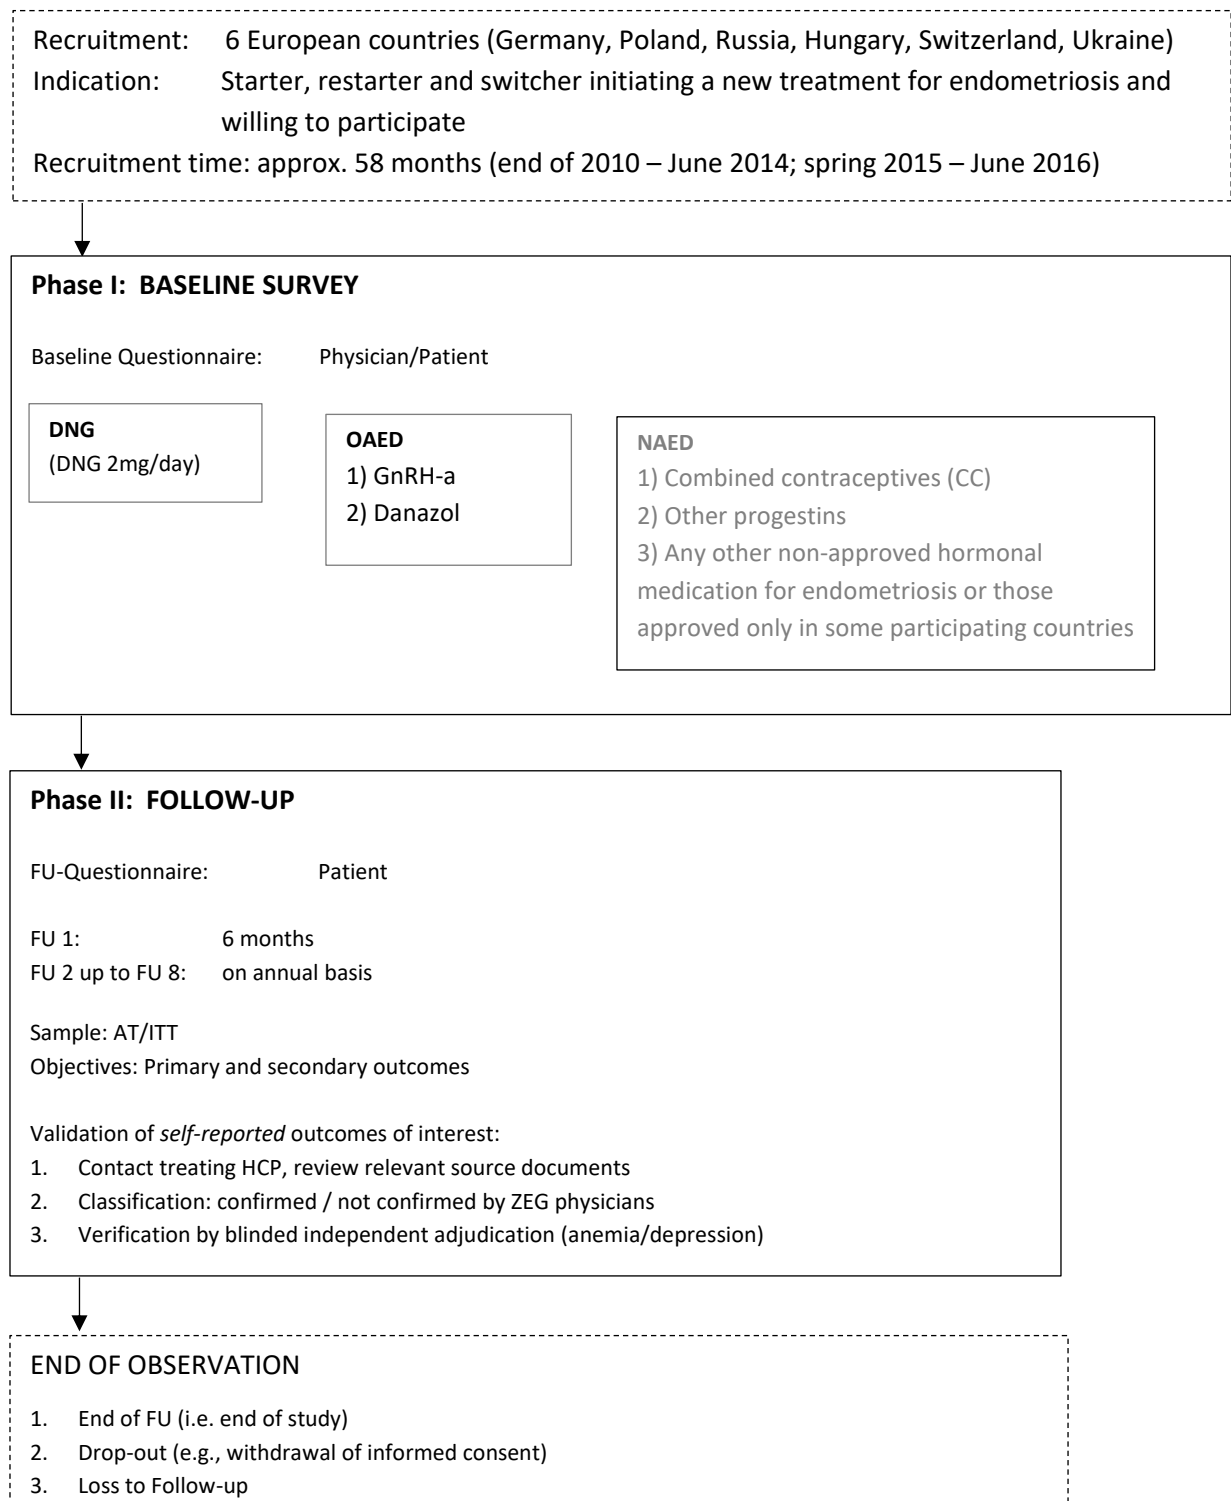 Recruitment: 6 European countries (Germany, Poland, Russia, Hungary, Switzerland, Ukraine)
Indication: Starter, restarter and switcher initiating a new treatment for endometriosis and
willing to participate
Recruitment time: approx. 58 months (end of 2010 – June 2014; spring 2015 – June 2016)
Phase I: BASELINE SURVEY
Baseline Questionnaire: Physician/Patient
DNG
(DNG 2mg/day)
OAED
1) GnRH-a
2) Danazol
NAED
1) Combined contraceptives (CC)
2) Other progestins
3) Any other non-approved hormonal
medication for endometriosis or those
approved only in some participating countries
Phase II: FOLLOW-UP
FU-Questionnaire: Patient
FU 1: 6 months
FU 2 up to FU 8: on annual basis
Sample: AT/ITT
Objectives: Primary and secondary outcomes
Validation of self-reported outcomes of interest:
1. Contact treating HCP, review relevant source documents
2. Classification: confirmed / not confirmed by ZEG physicians
3. Verification by blinded independent adjudication (anemia/depression)
END OF OBSERVATION
1. End of FU (i.e. end of study)
2. Drop-out (e.g., withdrawal of informed consent)
3. Loss to Follow-up